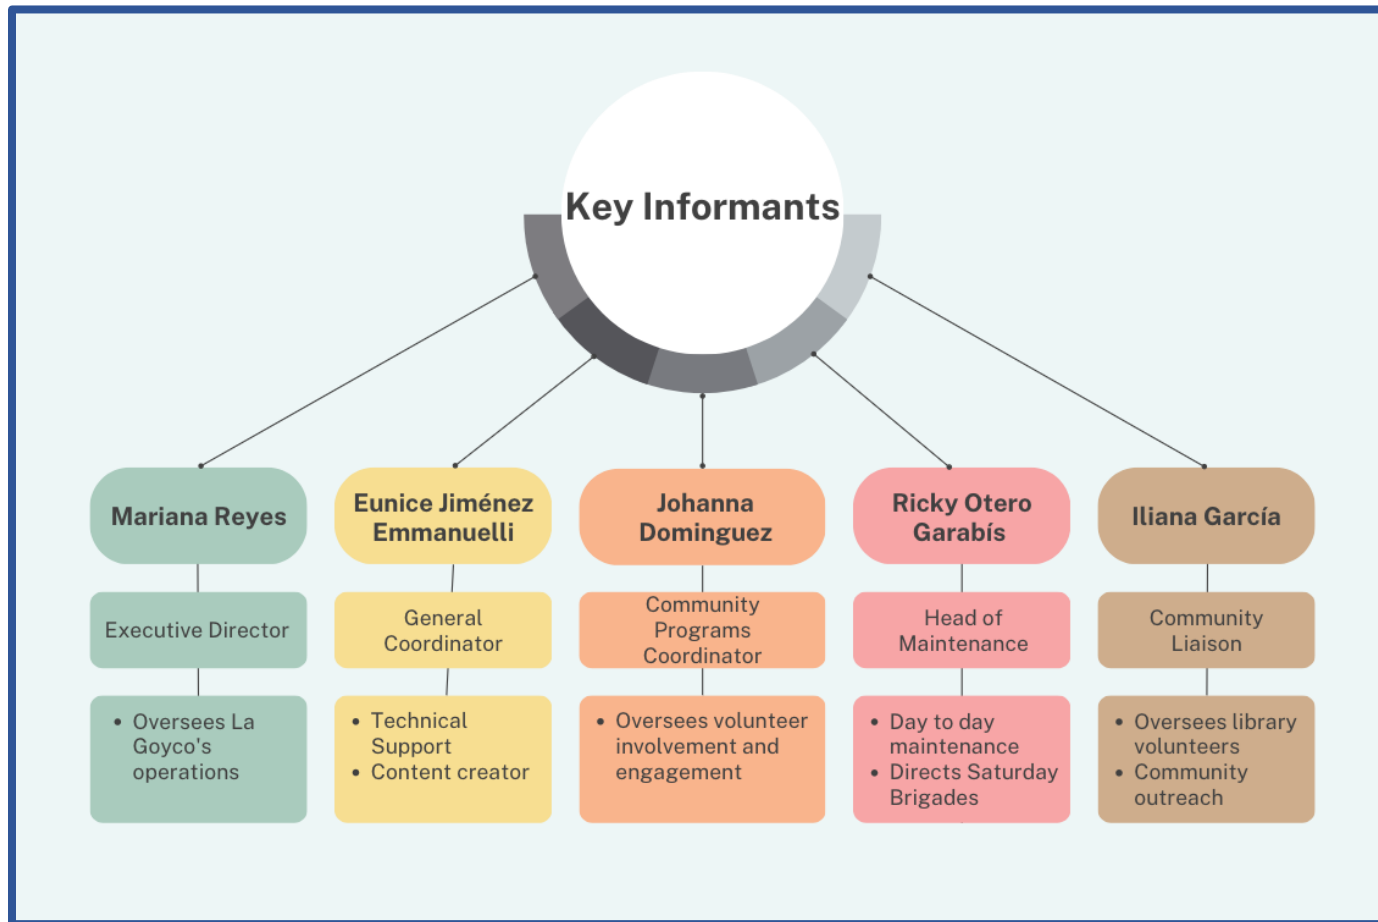 Key Informants
Mariana Reyes
Executive Director
• Oversees La
Goyco's
operations
Eunice Jiménez
Emmanuelli
General
Coordinator
• Technical
Support
• Content creator
Johanna
Dominguez
Community
Programs
Coordinator
• Oversees volunteer
involvement and
engagement
Ricky Otero
Garabís
Head of
Maintenance
• Day to day
maintenance
• Directs Saturday
Brigades
Iliana García
Community
Liaison
• Oversees library
volunteers
• Community
outreach